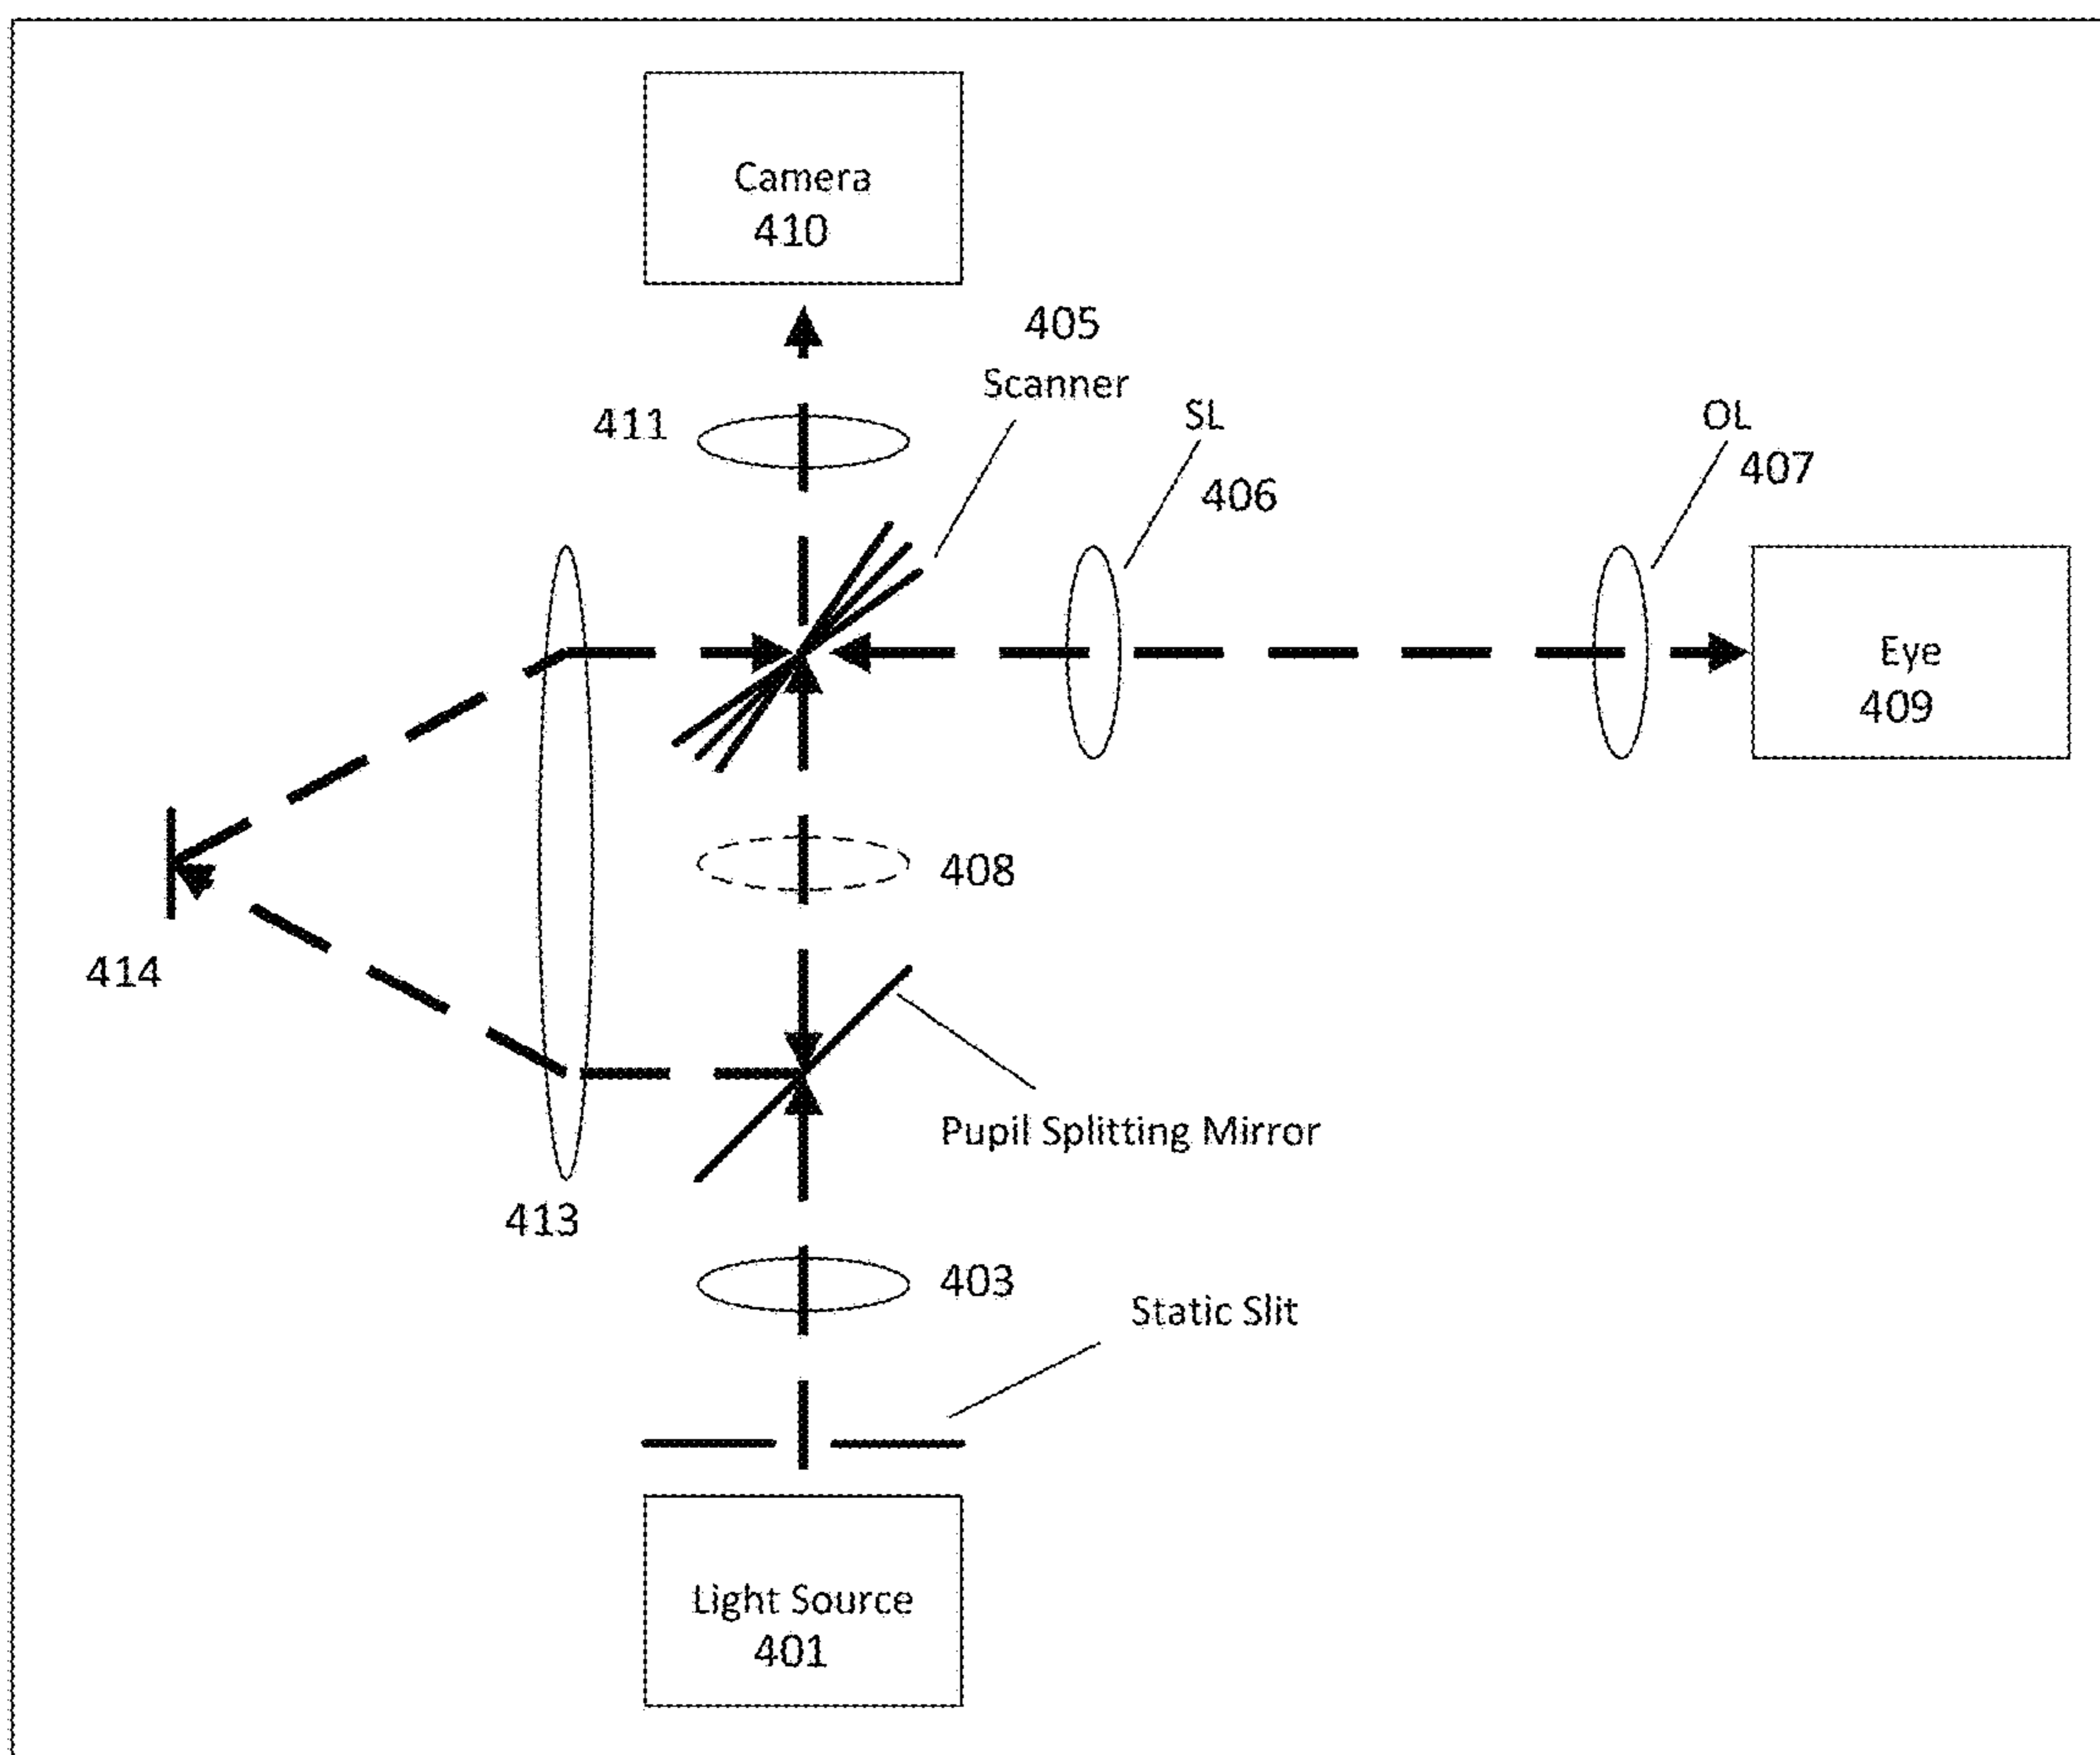 Camera
410
405
Scanner
411
SL
406
OL
407
Eye
409
408
414
Pupil Splitting Mirror
413
403
Static Slit
Light Source
401